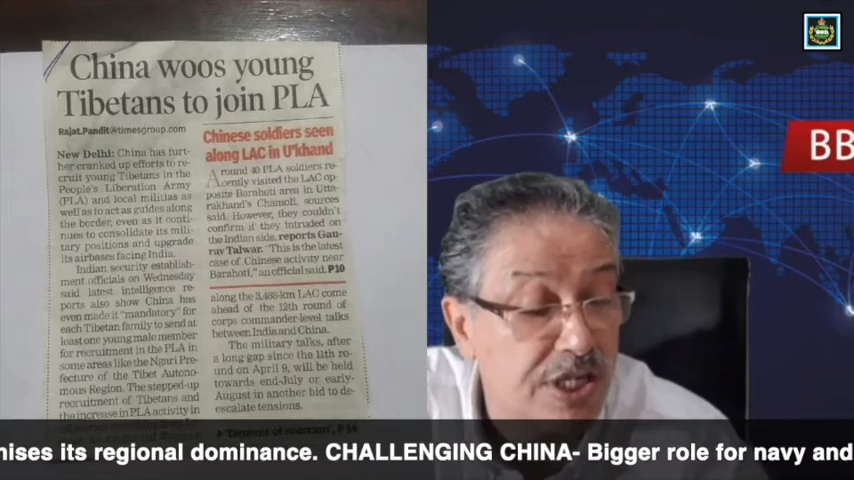 China woos young
Tibetans to join PLA
Rajat.Pandit@timesgroup.com
New Delhi: China has fur-
ther cranked up efforts to re-
cruit young Tibetans in the
People's Liberation Army
(PLA) and local militias as
well as to act as guides along
the border, even as it conti-
nues to consolidate its mili-
tary positions and upgrade
its airbases facing India.
Indian security establish-
ment officials on Wednesday
said latest intelligence re-
ports also show China has
even made it "mandatory" for
each Tibetan family to send at
least one young male member
for recruitment in the PLA in
some areas like the Ngari Pre-
fecture of the Tibet Autono-
mous Region. The stepped-up
recruitment of Tibetans and
the increase in PLA activity in
Chinese soldiers seen
along LAC in U'khand
Around 40 PLA soldiers re-
cently visited the LAC op-
posite Barahoti area in Utta-
rakhand's Chamoli, sources
said. However, they couldn't
confirm if they intruded on
the Indian side, reports Gau-
rav Talwar. "This is the latest
case of Chinese activity near
Barahoti," an official said. P10
along the 3,488-km LAC come
ahead of the 12th round of
corps commander-level talks
between India and China.
The military talks, after
a long gap since the 11th ro-
und on April 9, will be held
towards end-July or early-
August in another bid to de-
escalate tensions.
BB
nises its regional dominance. CHALLENGING CHINA- Bigger role for navy and